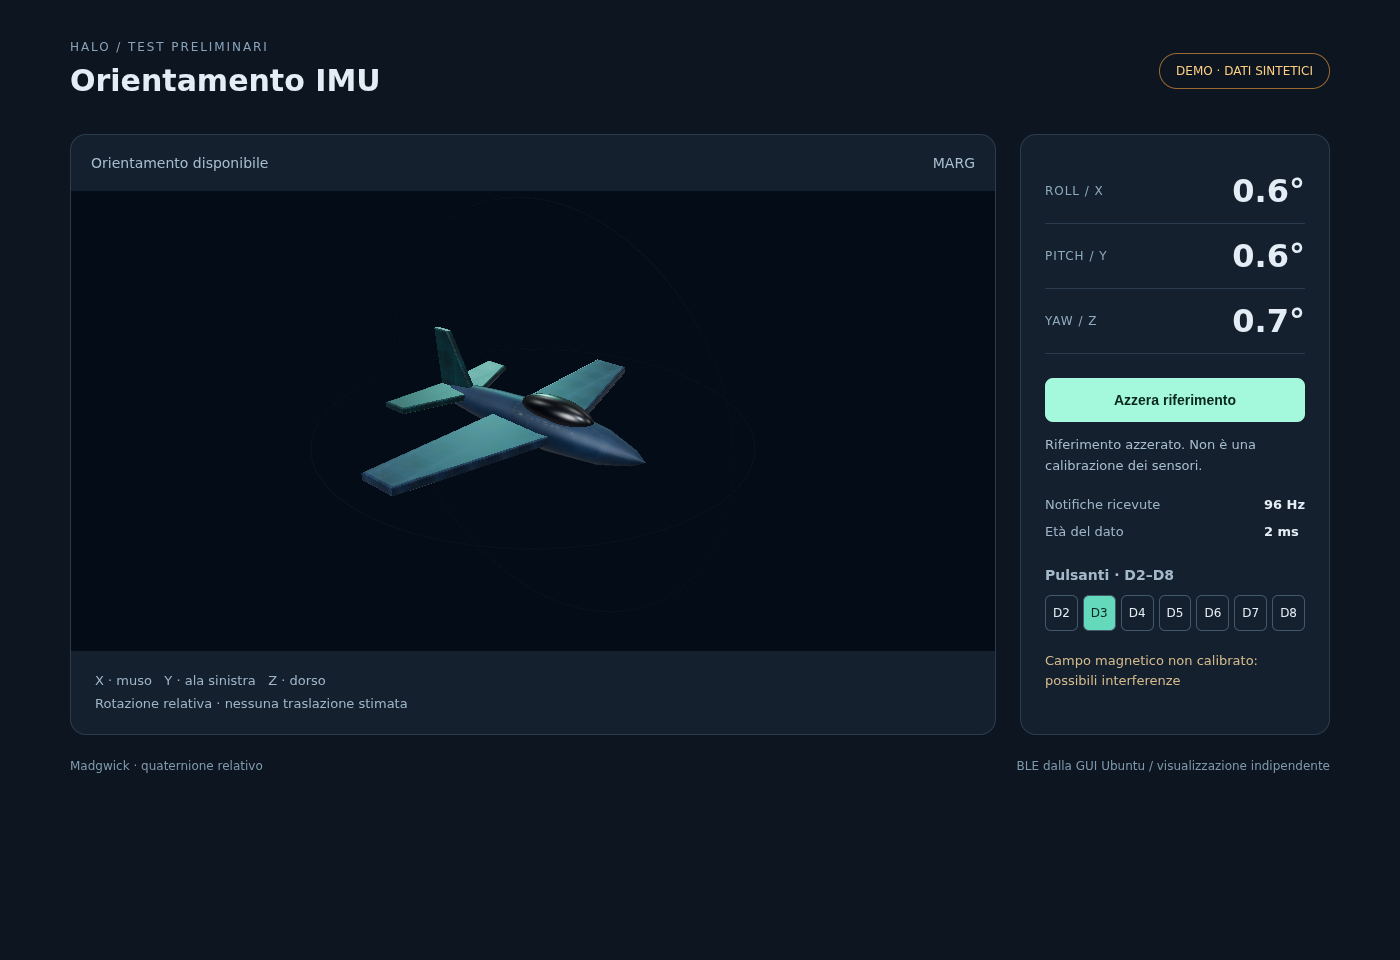 HALO / TEST PRELIMINARI
Orientamento IMU
DEMO · DATI SINTETICI
Orientamento disponibile
MARG
X · muso   Y · ala sinistra   Z · dorso
Rotazione relativa · nessuna traslazione stimata
ROLL / X
0.6°
PITCH / Y
0.6°
YAW / Z
0.7°
Azzera riferimento
Riferimento azzerato. Non è una
calibrazione dei sensori.
Notifiche ricevute
96 Hz
Età del dato
2 ms
Pulsanti · D2–D8
D2 D3 D4 D5 D6 D7 D8
Campo magnetico non calibrato:
possibili interferenze
Madgwick · quaternione relativo
BLE dalla GUI Ubuntu / visualizzazione indipendente